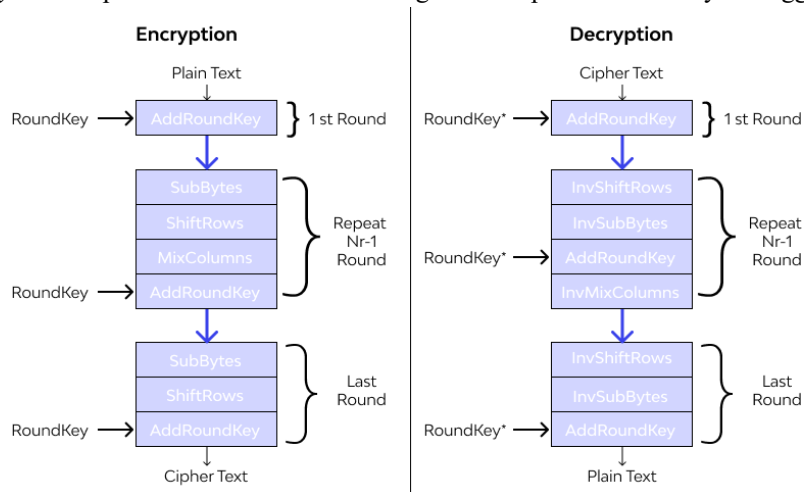 Encryption
Plain Text
RoundKey
AddRoundKey
1 st Round
SubBytes
ShiftRows
MixColumns
RoundKey
AddRoundKey
Repeat
Nr-1
Round
SubBytes
ShiftRows
RoundKey
AddRoundKey
Last
Round
Cipher Text
Decryption
Cipher Text
RoundKey*
AddRoundKey
1 st Round
InvShiftRows
InvSubBytes
RoundKey*
AddRoundKey
InvMixColumns
Repeat
Nr-1
Round
InvShiftRows
InvSubBytes
RoundKey*
AddRoundKey
Last
Round
Plain Text